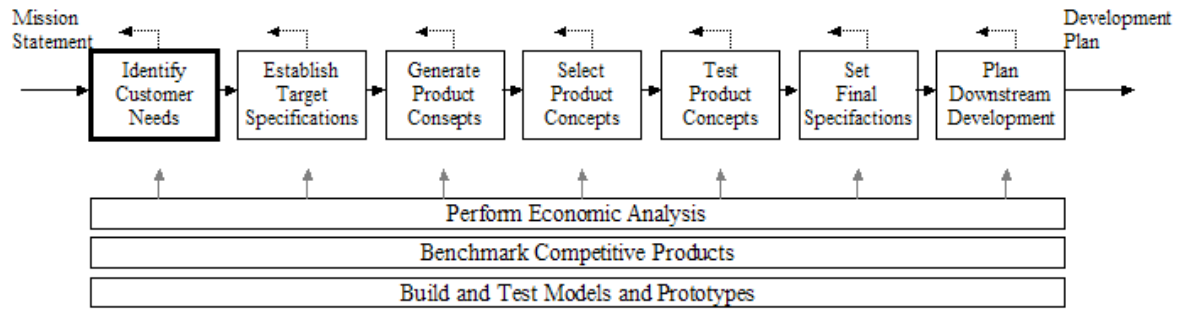 Mission
Statement
Development
Plan
Identify
Customer
Needs
Establish
Target
Specifications
Generate
Product
Consepts
Select
Product
Concepts
Test
Product
Concepts
Set
Final
Specifactions
Plan
Downstream
Development
Perform Economic Analysis
Benchmark Competitive Products
Build and Test Models and Prototypes